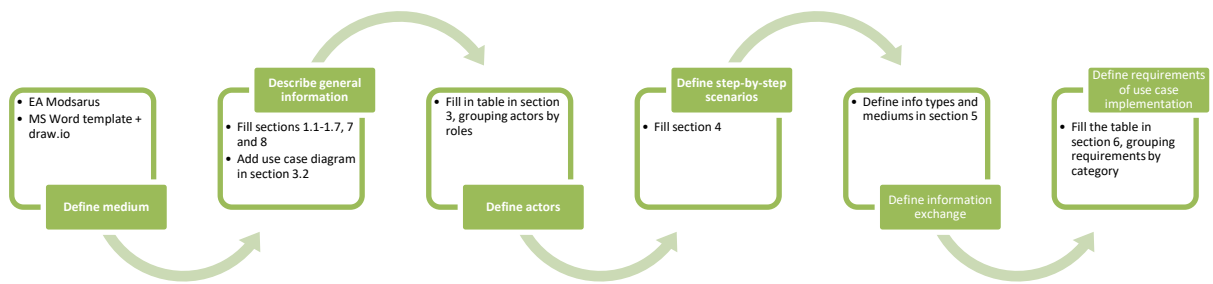 • EA Modsarus
• MS Word template +
draw.io
Define medium
Describe general
information
• Fill sections 1.1-1.7, 7
and 8
• Add use case diagram
in section 3.2
• Fill in table in section
3, grouping actors by
roles
Define actors
Define step-by-step
scenarios
• Fill section 4
• Define info types and
mediums in section 5
Define information
exchange
Define requirements
of use case
implementation
• Fill the table in
section 6, grouping
requirements by
category